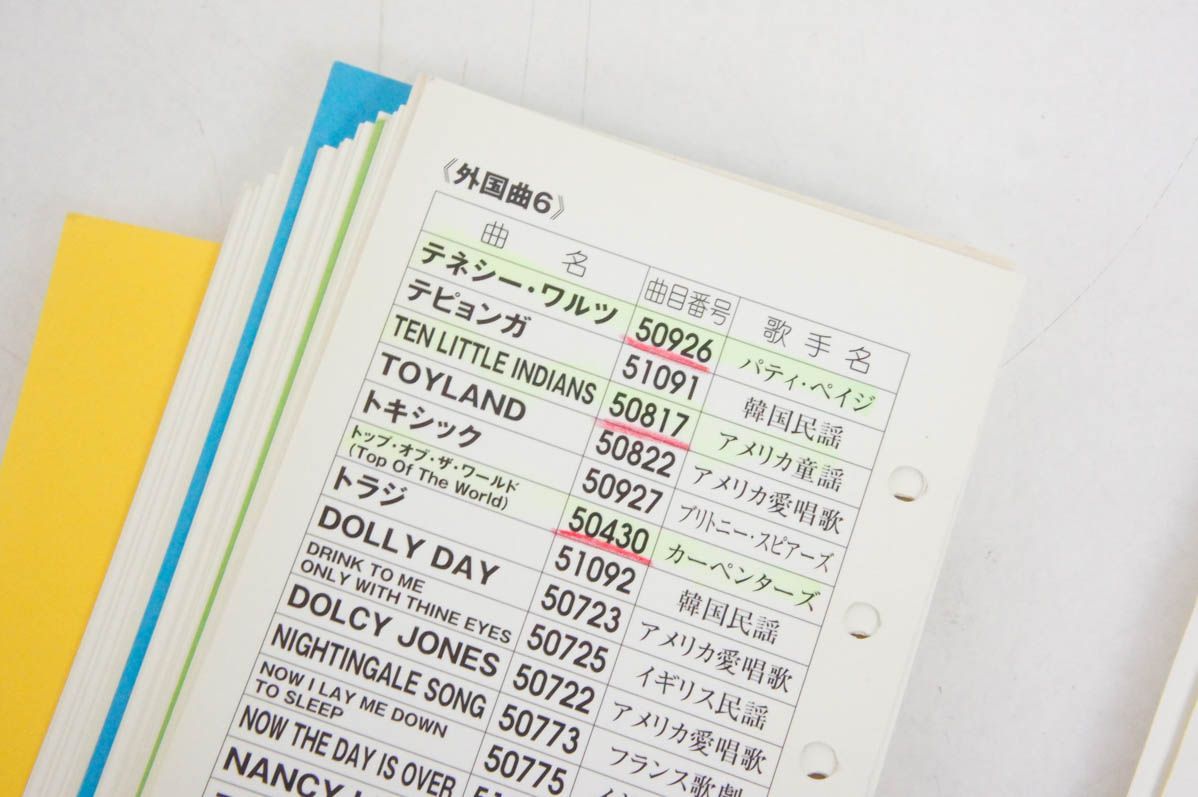 《外国曲6》
曲名 曲目番号 歌手名
テネシー・ワルツ 50926 パティ・ペイジ
テピョンガ 51091 韓国民謡
TEN LITTLE INDIANS 50817 アメリカ童謡
TOYLAND 50822 アメリカ愛唱歌
トキシック 50927 ブリトニー・スピアーズ
トップ・オブ・ザ・ワールド
(Top Of The World) 50430 カーペンターズ
トラジ 51092 韓国民謡
DOLLY DAY 50723 アメリカ愛唱歌
DRINK TO ME
ONLY WITH THINE EYES 50725 イギリス民謡
DOLCY JONES 50722 アメリカ愛唱歌
NIGHTINGALE SONG 50773 フランス歌劇
NOW I LAY ME DOWN
TO SLEEP 50775
NOW THE DAY IS OVER
NANCY